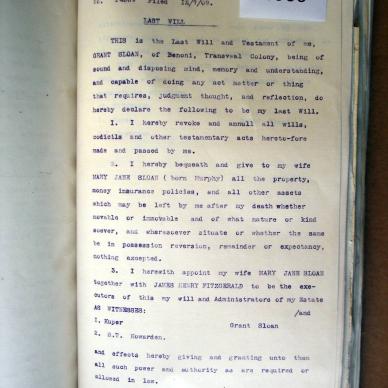 Filed 12/7/09.
LAST WILL
THIS is the Last Will and Testament of me,
GRANT SLOAN, of Benoni, Transvaal Colony, being of
sound and disposing mind, memory and understanding,
and capable of doing any act matter or thing
that requires, judgment thought, and reflection, do
hereby declare the following to be my last Will.
I. I hereby revoke and annull all wills,
codicils and other testamentary acts hereto-fore
made and passed by me.
2. I hereby bequeath and give to my wife
MARY JANE SLOAN ( born Murphy) all the property,
money insurance policies, and all other assets
which may be left by me after my death whether
movable or immovable and of what nature or kind
soever, and wheresoever situate or whether the same
be in possession reversion, remainder or expectancy,
nothing excepted.
3. I herewith appoint my wife MARY JANE SLOAN
together with JAMES HENRY FITZGERALD to be the exe-
cutors of this my will and Administrators of my Estate
AS WITNESSES: /and
I. Kuper Grant Sloan
2. S.T. Howarden.
and effects hereby giving and granting unto them
all such power and authority as are required or
allowed in law.